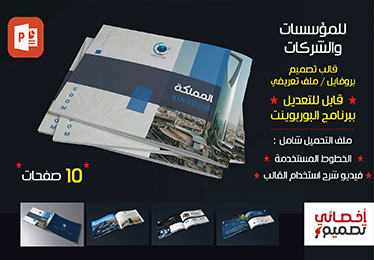 للمؤسسات
والشركات
قالب تصميم
بروفايل / ملف تعريفي
قابل للتعديل
ببرنامج البوربوينت
ملف التحميل شامل :
الخطوط المستخدمة
فيديو شرح استخدام القالب
10 صفحات
P
المملكة
KINGDOM
أخصائي
تصميم